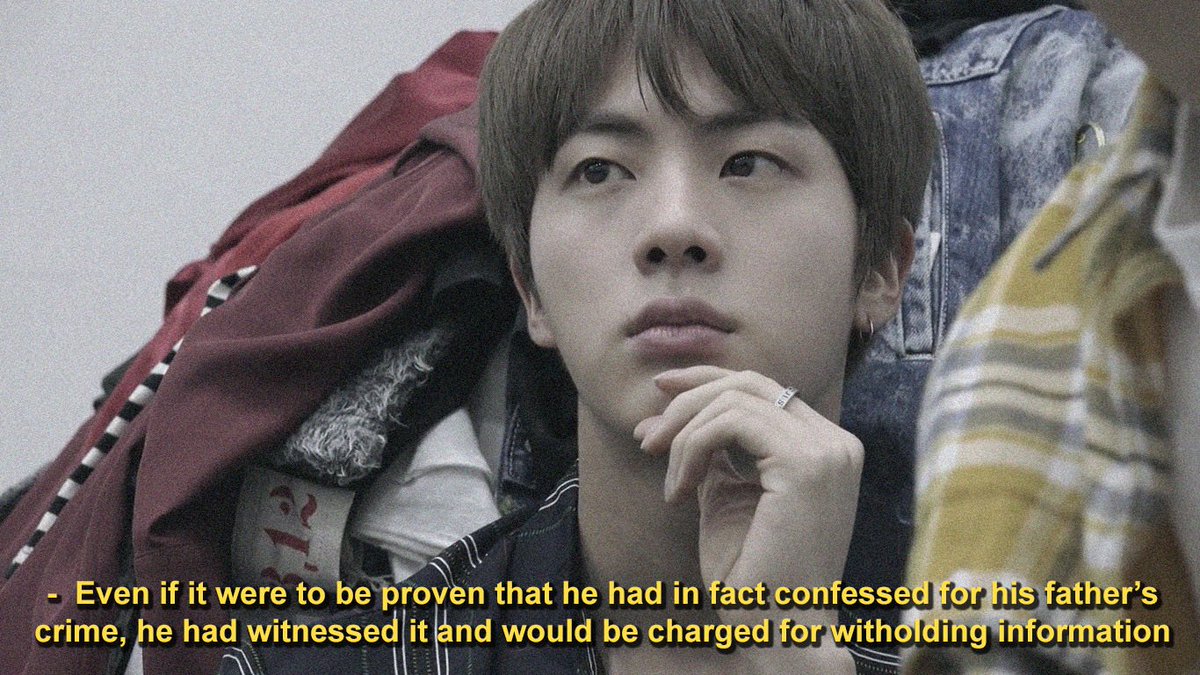 - Even if it were to be proven that he had in fact confessed for his father’s
crime, he had witnessed it and would be charged for witholding information